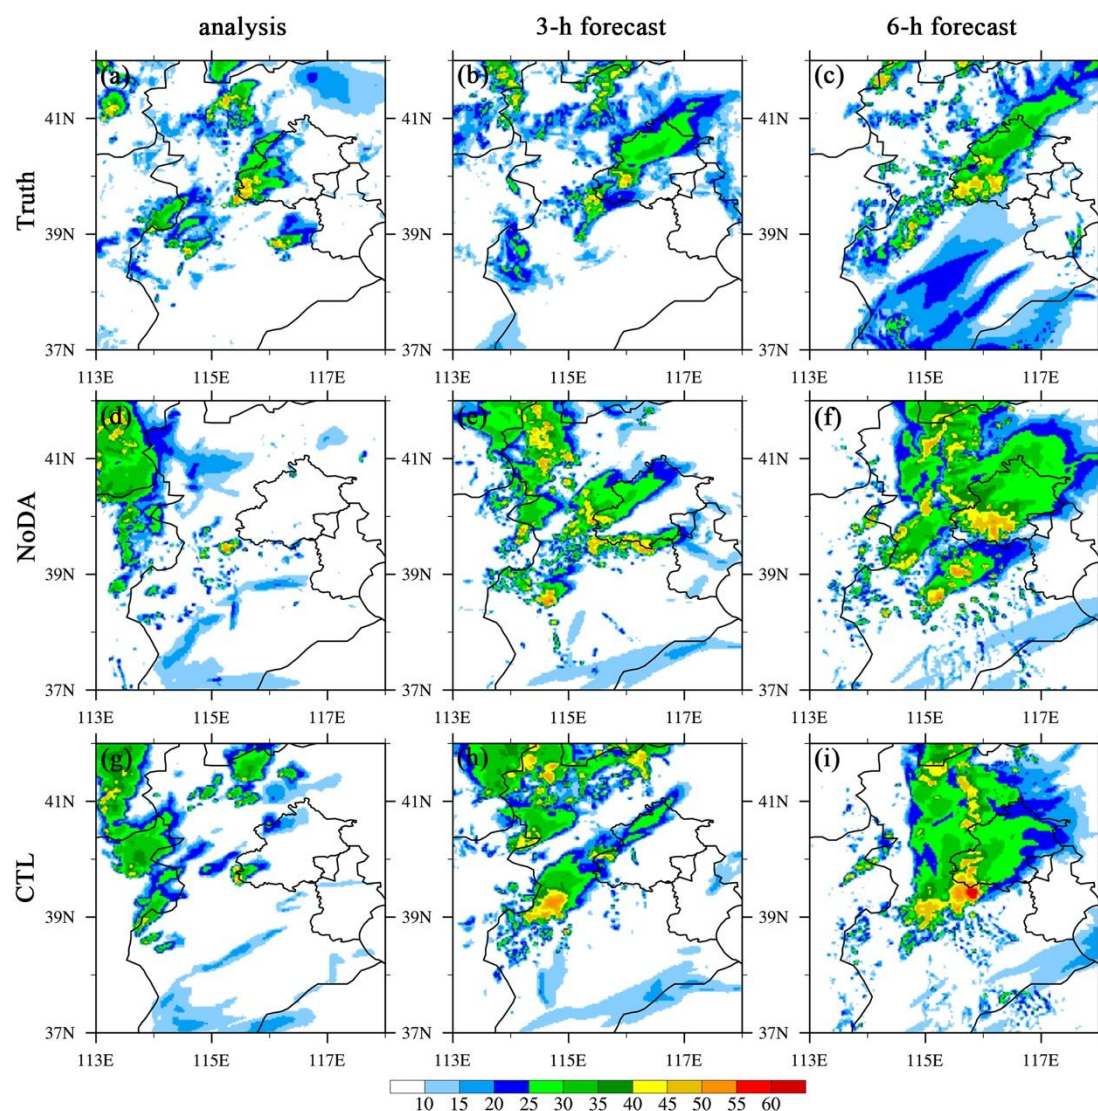 analysis 3-h forecast 6-h forecast
(a) (b) (c)
41N 41N 41N
Truth
39N 39N 39N
37N 37N 37N
113E 115E 117E 113E 115E 117E 113E 115E 117E
(d) (e) (f)
41N 41N 41N
NoDA
39N 39N 39N
37N 37N 37N
113E 115E 117E 113E 115E 117E 113E 115E 117E
(g) (h) (i)
41N 41N 41N
CTL
39N 39N 39N
37N 37N 37N
113E 115E 117E 113E 115E 117E 113E 115E 117E
10 15 20 25 30 35 40 45 50 55 60